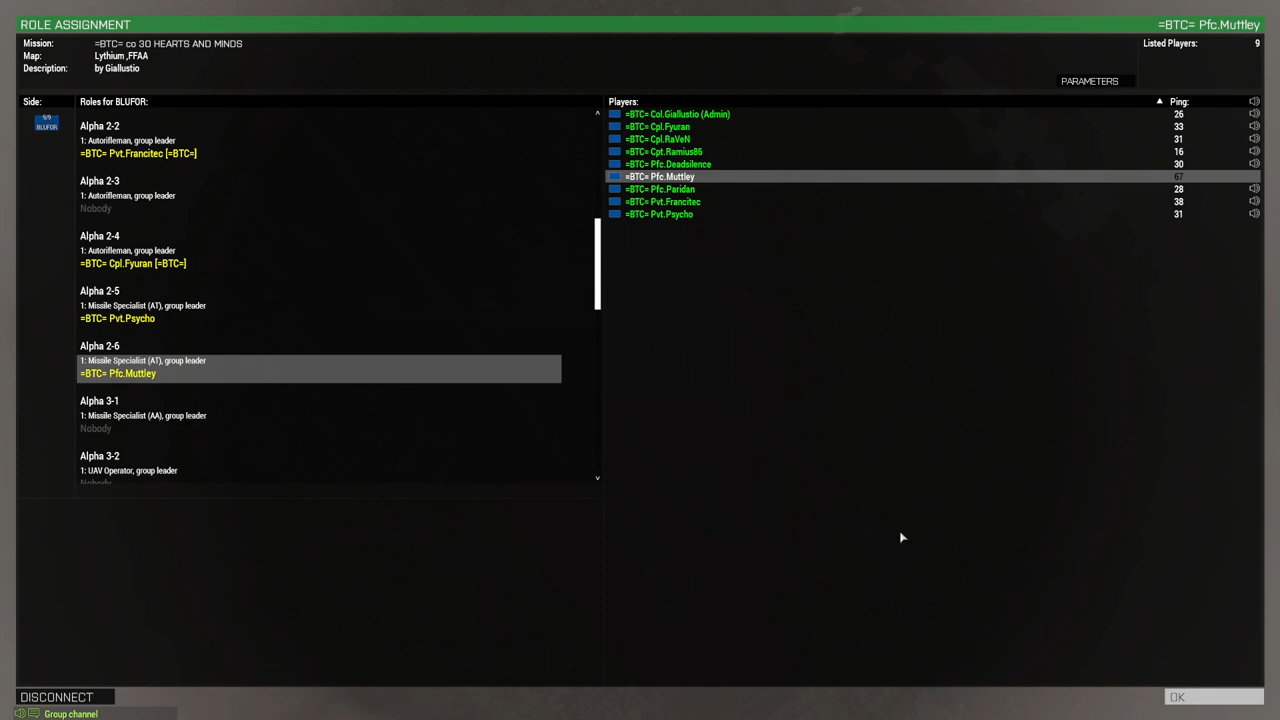 ROLE ASSIGNMENT
=BTC= Pfc.Muttley
Mission: =BTC= co 30 HEARTS AND MINDS
Map: Lythium ,FFAA
Description: by Giallustio
Listed Players: 9
PARAMETERS
Side:
9/9
BLUFOR
Roles for BLUFOR:
Alpha 2-2
1: Autorifleman, group leader
=BTC= Pvt.Francitec [=BTC=]
Alpha 2-3
1: Autorifleman, group leader
Nobody
Alpha 2-4
1: Autorifleman, group leader
=BTC= Cpl.Fyuran [=BTC=]
Alpha 2-5
1: Missile Specialist (AT), group leader
=BTC= Pvt.Psycho
Alpha 2-6
1: Missile Specialist (AT), group leader
=BTC= Pfc.Muttley
Alpha 3-1
1: Missile Specialist (AA), group leader
Nobody
Alpha 3-2
1: UAV Operator, group leader
Nobody
Players: Ping:
=BTC= Col.Giallustio (Admin) 26
=BTC= Cpl.Fyuran 33
=BTC= Cpl.RaVeN 31
=BTC= Cpt.Ramius86 16
=BTC= Pfc.Deadsilence 30
=BTC= Pfc.Muttley 67
=BTC= Pfc.Paridan 28
=BTC= Pvt.Francitec 38
=BTC= Pvt.Psycho 31
DISCONNECT
OK
Group channel